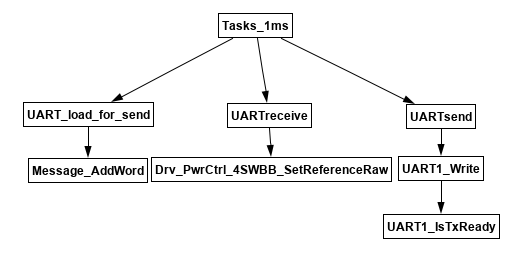 Tasks_1ms
UART_load_for_send
UARTreceive
UARTsend
Message_AddWord
Drv_PwrCtrl_4SWBB_SetReferenceRaw
UART1_Write
UART1_IsTxReady